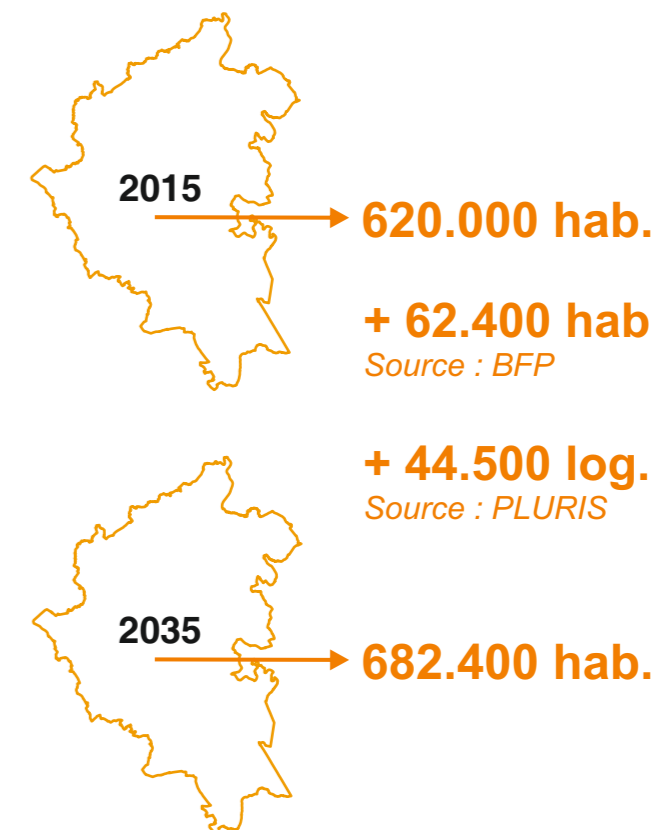 2015
620.000 hab.
+ 62.400 hab
Source : BFP
+ 44.500 log.
Source : PLURIS
2035
682.400 hab.